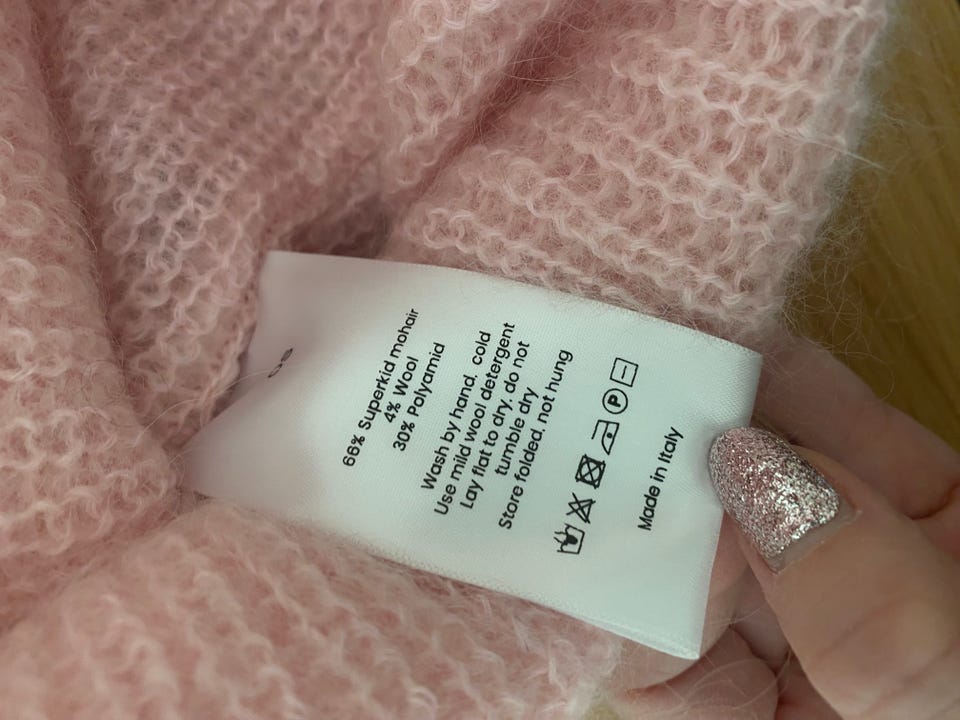 66% Superkid mohair
4% Wool
30% Polyamid
Wash by hand, cold
Use mild wool detergent
Lay flat to dry, do not
tumble dry
Store folded, not hung
P
Made in Italy